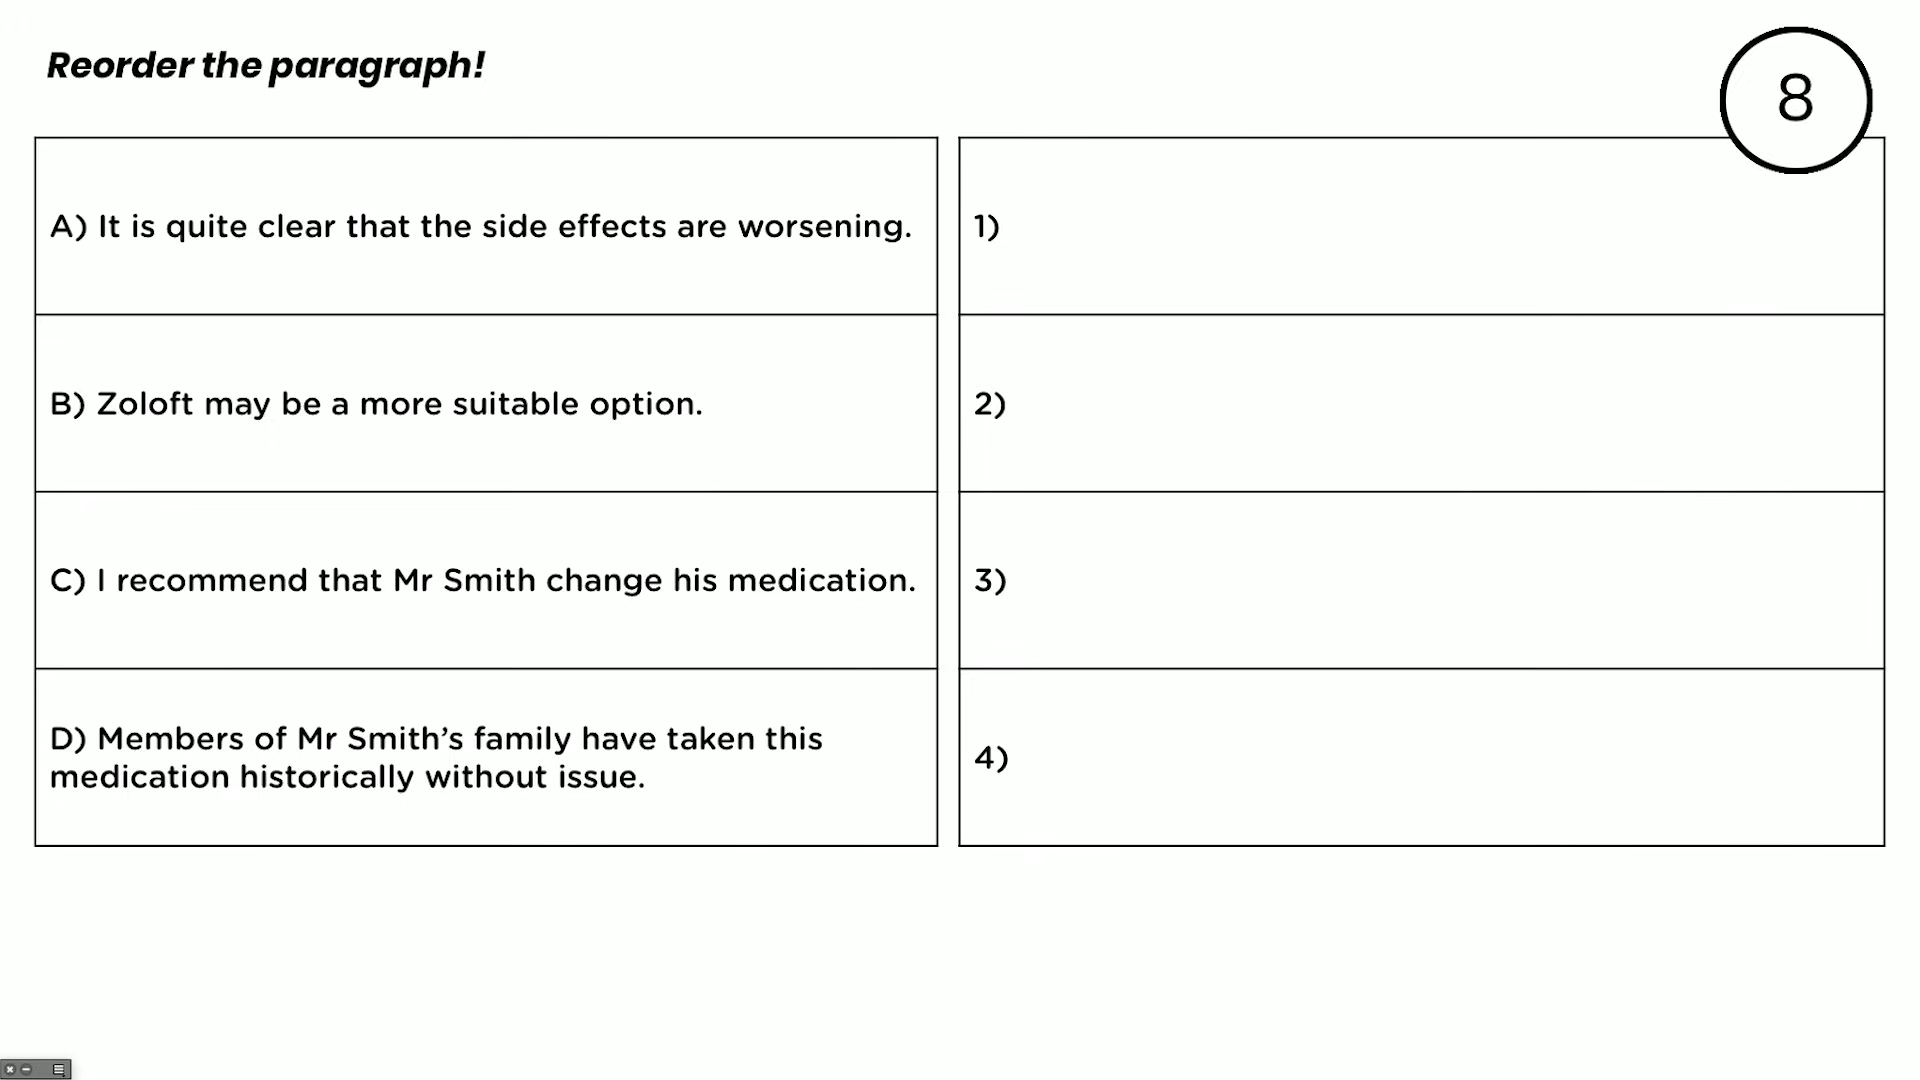 Reorder the paragraph!
8
A) It is quite clear that the side effects are worsening.
B) Zoloft may be a more suitable option.
C) I recommend that Mr Smith change his medication.
D) Members of Mr Smith’s family have taken this
medication historically without issue.
1)
2)
3)
4)